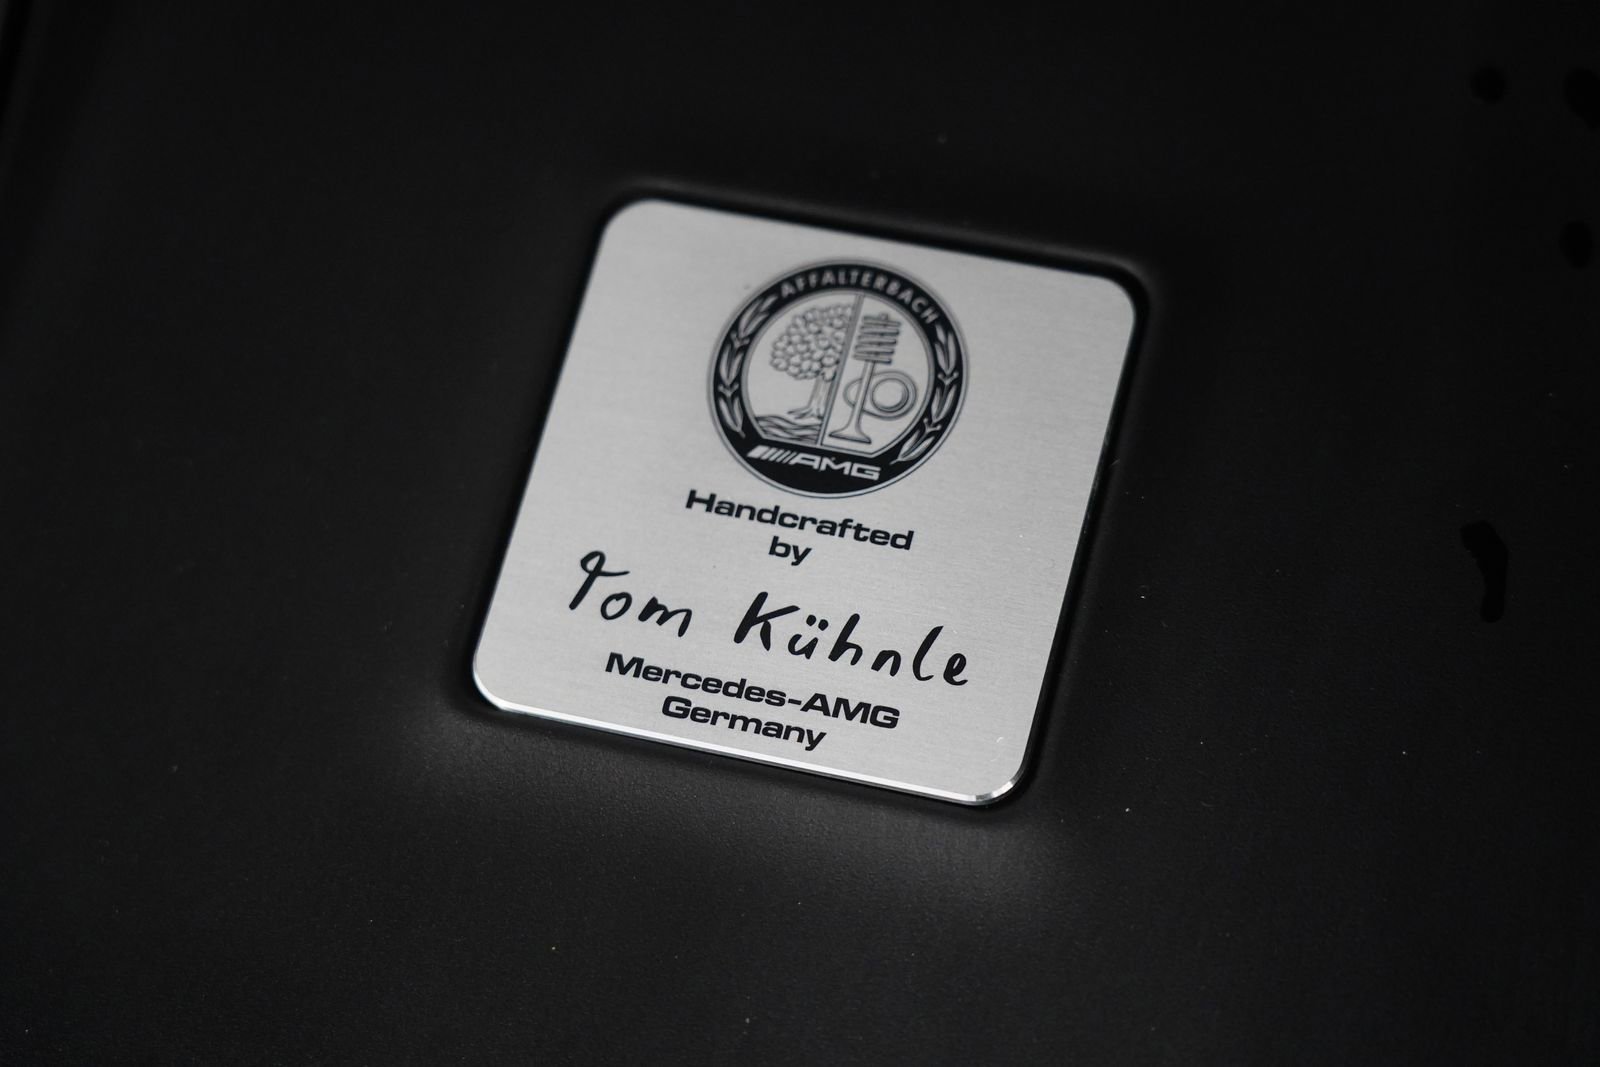 AFFALTERBACH
AMG
Handcrafted
by
Tom Kühnle
Mercedes-AMG
Germany